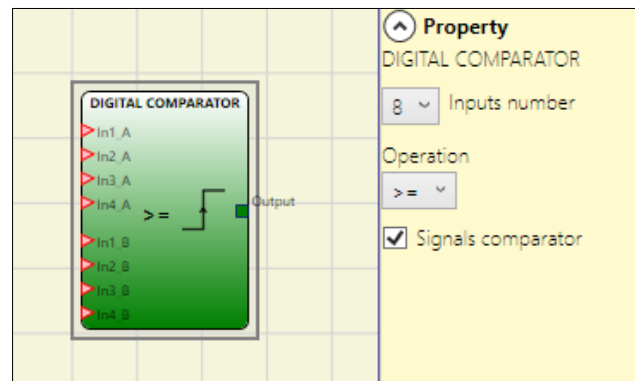 DIGITAL COMPARATOR
In1_A
In2_A
In3_A
In4_A
>=
Output
In1_B
In2_B
In3_B
In4_B
Property
DIGITAL COMPARATOR
8 Inputs number
Operation
>=
Signals comparator